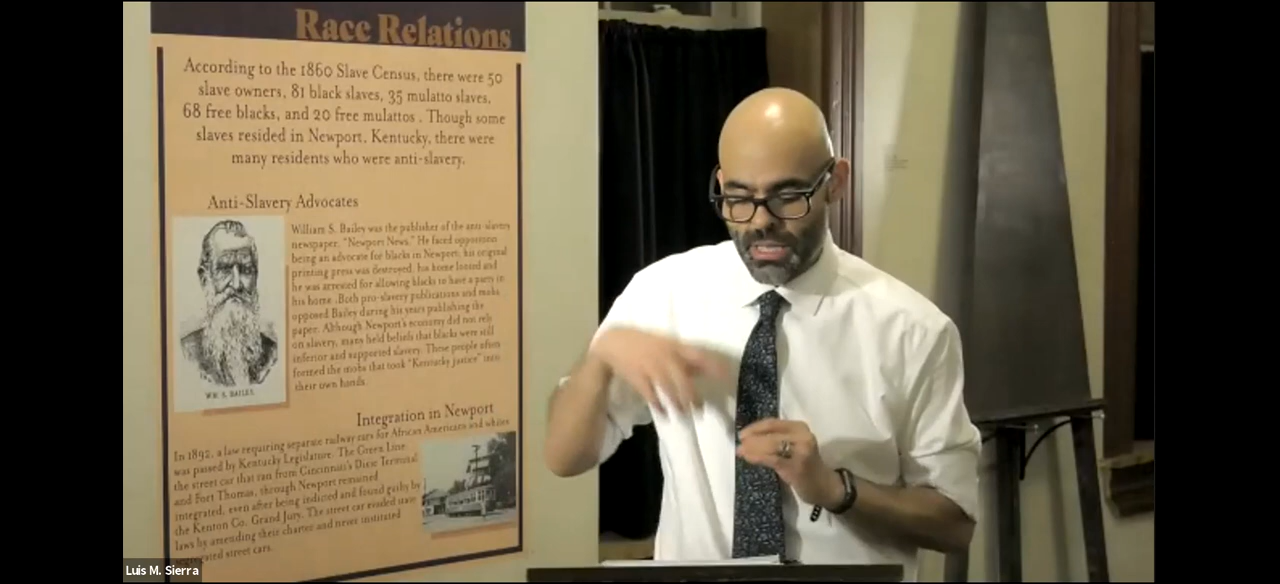 Race Relations
According to the 1860 Slave Census, there were 50
slave owners, 81 black slaves, 35 mulatto slaves,
68 free blacks, and 20 free mulattos . Though some
slaves resided in Newport, Kentucky, there were
many residents who were anti-slavery.
Anti-Slavery Advocates
William S. Bailey was the publisher of the anti-slavery
newspaper, "Newport News." He faced opposition
being an advocate for blacks in Newport, his original
printing press was destroyed, his home looted and
he was arrested for allowing blacks to have a party in
his home .Both pro-slavery publications and mobs
opposed Bailey during his years publishing the
paper. Although Newport's economy did not rely
on slavery, many held beliefs that blacks were still
inferior and supported slavery. These people often
formed the mobs that took "Kentucky justice" into
their own hands.
WM. S. BAILEY.
Integration in Newport
In 1892, a law requiring separate railway cars for African Americans and whites
was passed by Kentucky Legislature. The Green Line
the street car that ran from Cincinnati's Dixie Terminal
and Fort Thomas, through Newport remained
integrated, even after being indicted and found guilty by
the Kenton Co. Grand Jury. The street car evaded state
laws by amending their charter and never instituted
street cars.
Luis M. Sierra